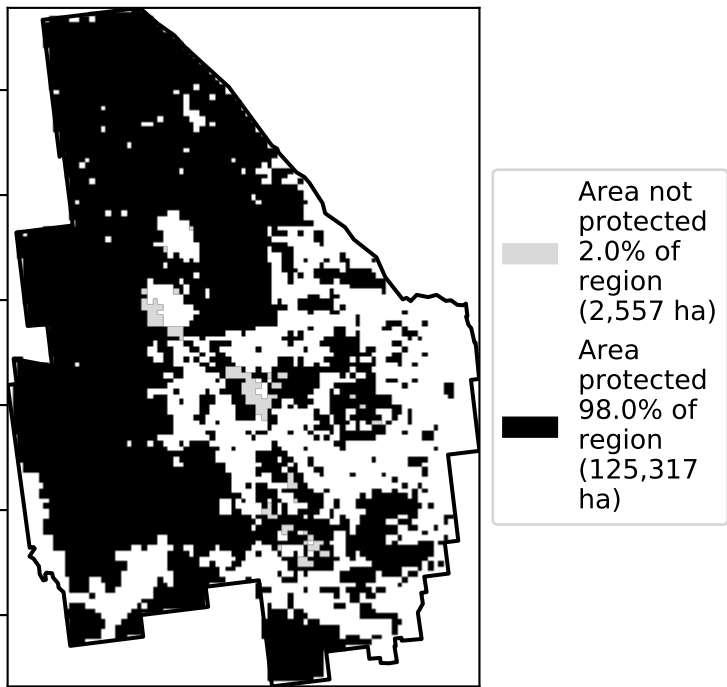 Area not
protected
2.0% of
region
(2,557 ha)
Area
protected
98.0% of
region
(125,317
ha)